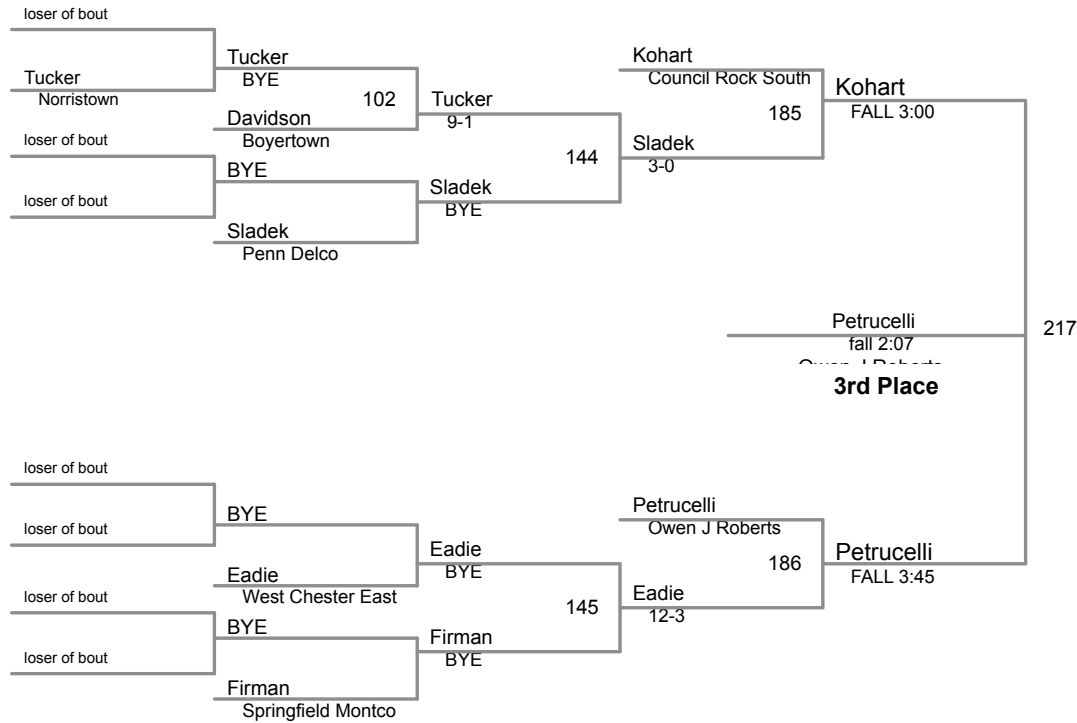 loser of bout
Tucker
Norristown
loser of bout
loser of bout
Tucker
BYE
102
Davidson
Boyertown
BYE
Sladek
Penn Delco
Tucker
9-1
144
Sladek
BYE
Kohart
Council Rock South
185
Sladek
3-0
Kohart
FALL 3:00
Petrucelli
fall 2:07
Owen J Roberts
3rd Place
217
loser of bout
loser of bout
loser of bout
loser of bout
BYE
Eadie
West Chester East
BYE
Firman
Springfield Montco
Eadie
BYE
145
Firman
BYE
Petrucelli
Owen J Roberts
186
Eadie
12-3
Petrucelli
FALL 3:45